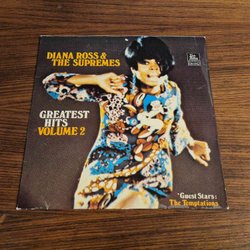 DIANA ROSS &
THE SUPREMES
GREATEST
HITS
VOLUME 2
Guest Stars:
The Temptations